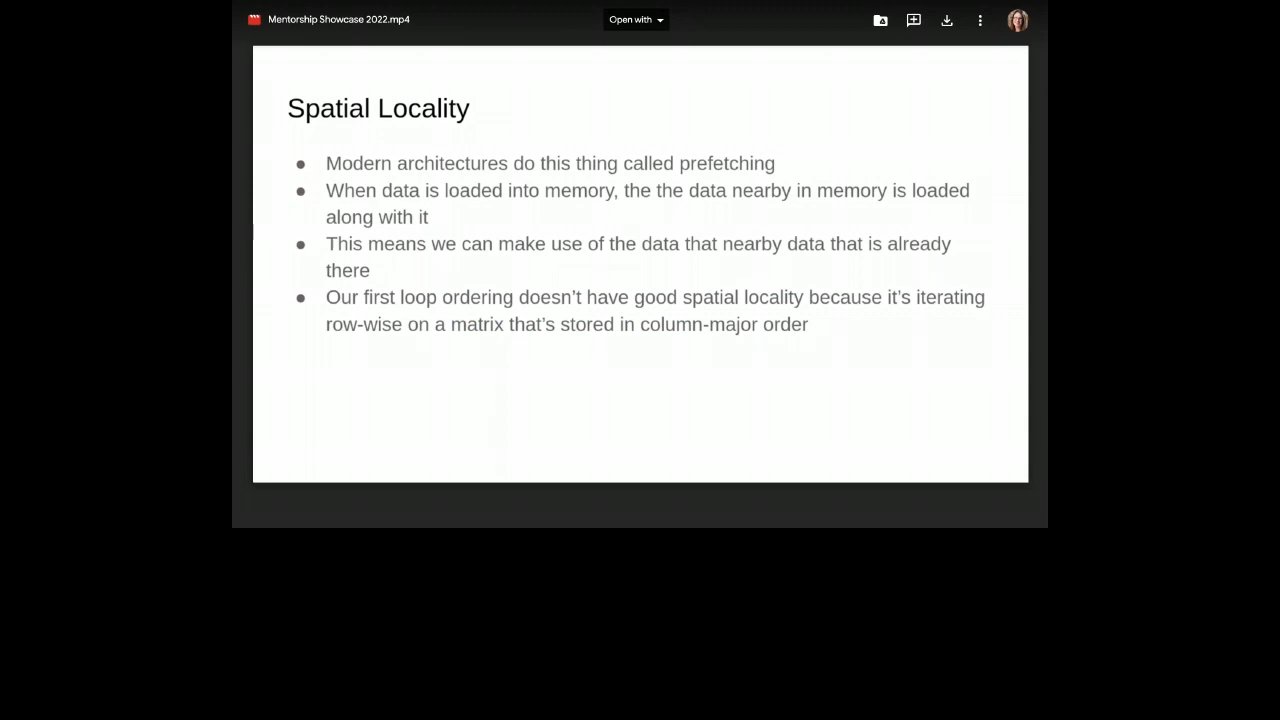 Mentorship Showcase 2022.mp4
Open with
Spatial Locality
● Modern architectures do this thing called prefetching
● When data is loaded into memory, the the data nearby in memory is loaded
along with it
● This means we can make use of the data that nearby data that is already
there
● Our first loop ordering doesn’t have good spatial locality because it’s iterating
row-wise on a matrix that’s stored in column-major order